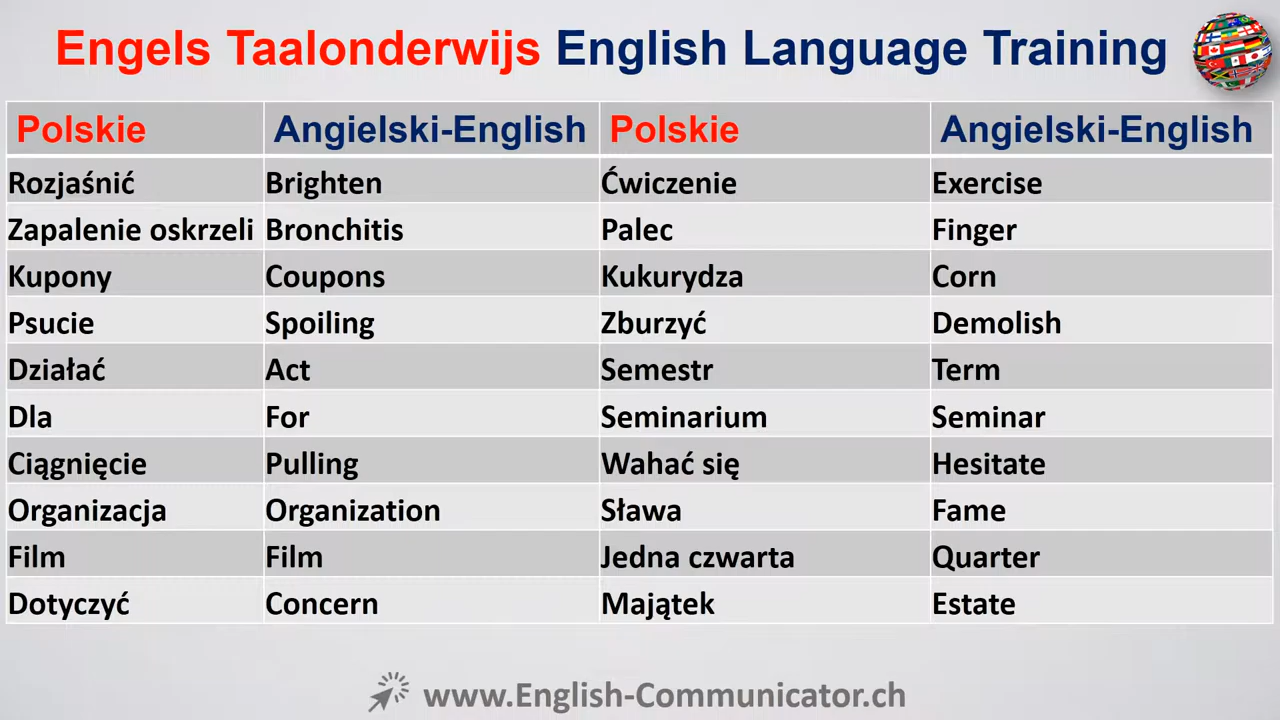 Engels Taalonderwijs English Language Training
Polskie Angielski-English Polskie Angielski-English
Rozjaśnić Brighten Ćwiczenie Exercise
Zapalenie oskrzeli Bronchitis Palec Finger
Kupony Coupons Kukurydza Corn
Psucie Spoiling Zburzyć Demolish
Działać Act Semestr Term
Dla For Seminarium Seminar
Ciągnięcie Pulling Wahać się Hesitate
Organizacja Organization Sława Fame
Film Film Jedna czwarta Quarter
Dotyczyć Concern Majątek Estate
www.English-Communicator.ch